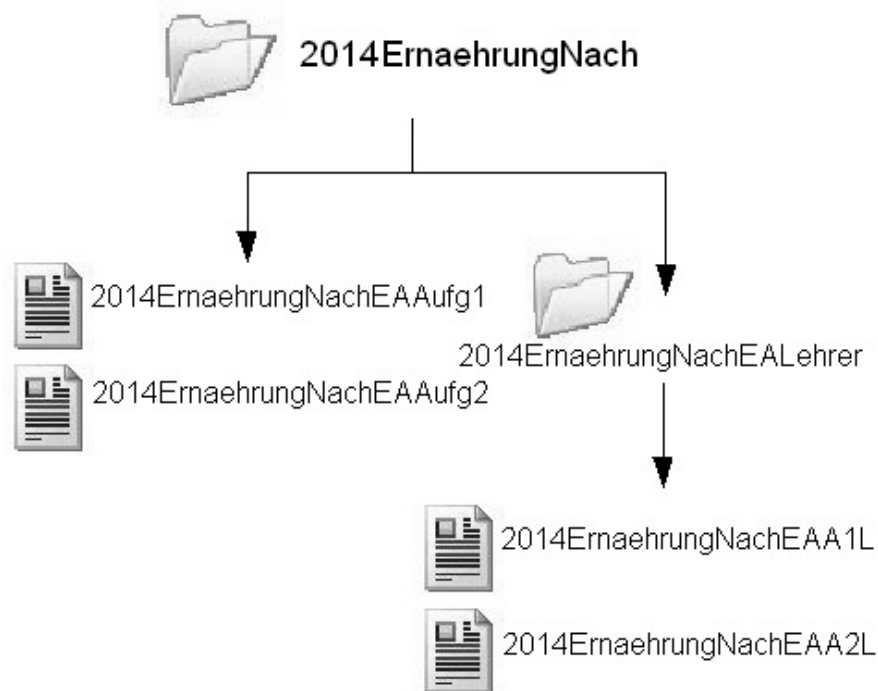 2014ErnaehrungNach
2014ErnaehrungNachEAAufg1
2014ErnaehrungNachEAAufg2
2014ErnaehrungNachEALehrer
2014ErnaehrungNachEAA1L
2014ErnaehrungNachEAA2L